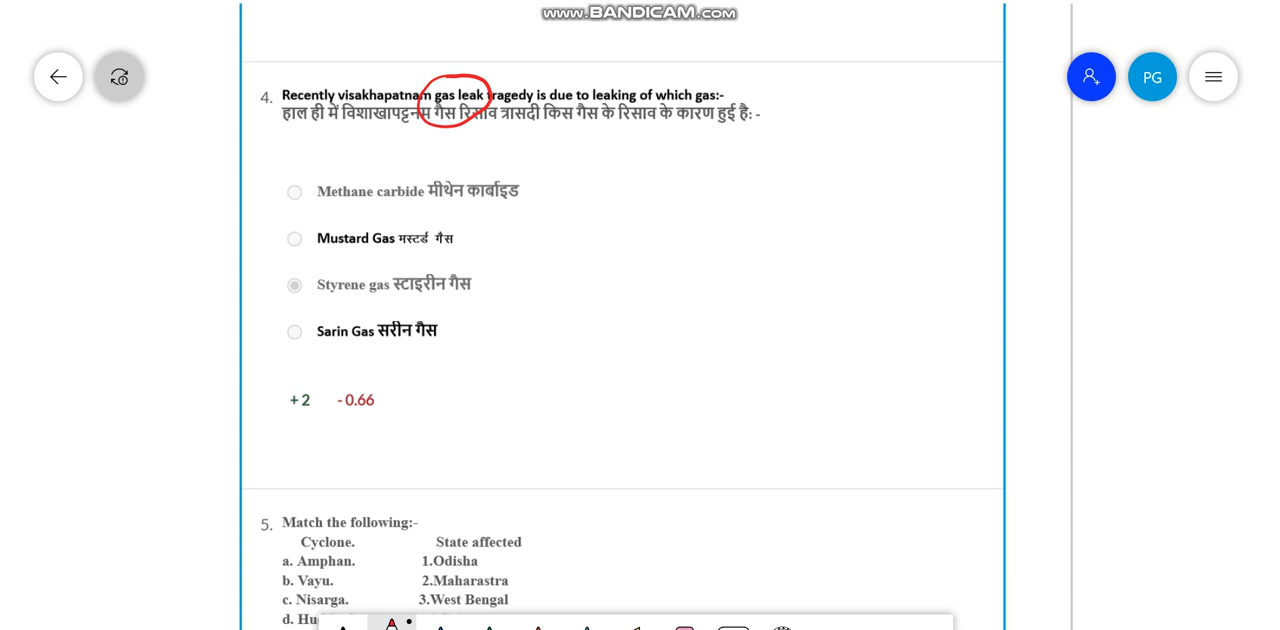 www.BANDICAM.com
PG
4. Recently visakhapatnam gas leak tragedy is due to leaking of which gas:-
हाल ही में विशाखापट्टनम गैस रिसाव त्रासदी किस गैस के रिसाव के कारण हुई है: -
Methane carbide मीथेन कार्बाइड
Mustard Gas मस्टर्ड गैस
Styrene gas स्टाइरीन गैस
Sarin Gas सरीन गैस
+ 2 - 0.66
5. Match the following:-
Cyclone. State affected
a. Amphan. 1.Odisha
b. Vayu. 2.Maharastra
c. Nisarga. 3.West Bengal
d.